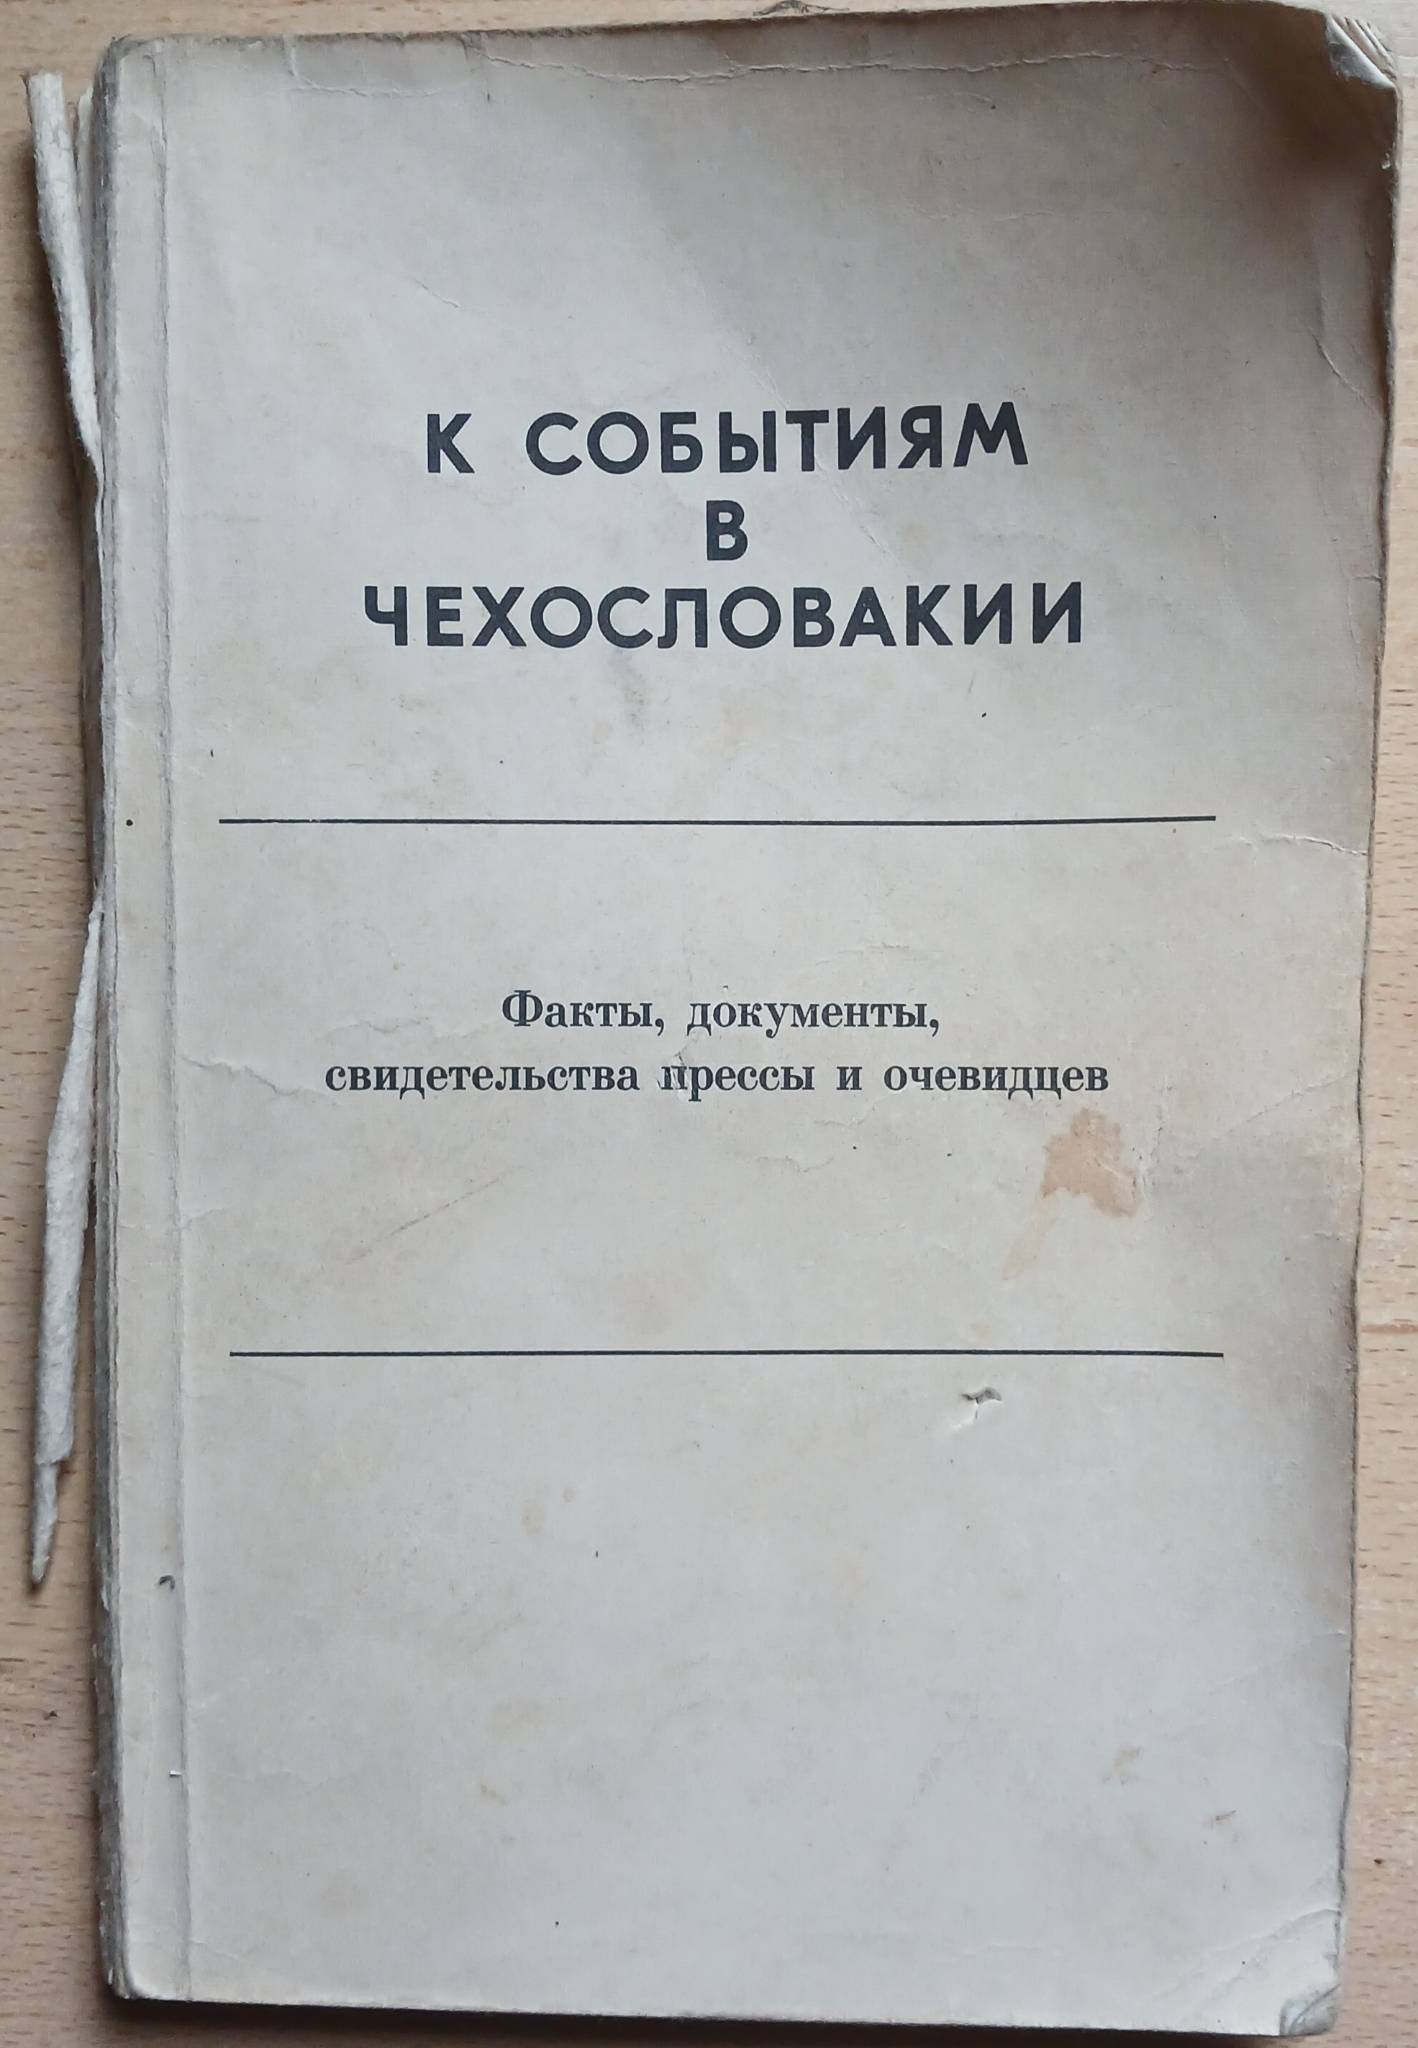 К СОБЫТИЯМ
В
ЧЕХОСЛОВАКИИ
Факты, документы,
свидетельства прессы и очевидцев